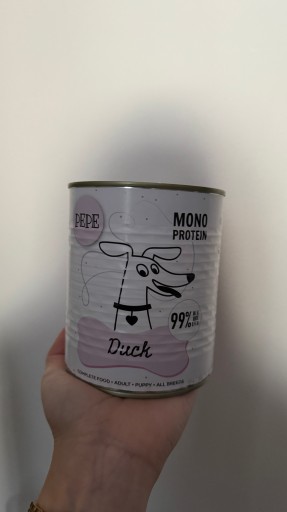 PEPE
MONO
PROTEIN
99%
Duck
COMPLETE FOOD • ADULT • PUPPY • ALL BREEDS